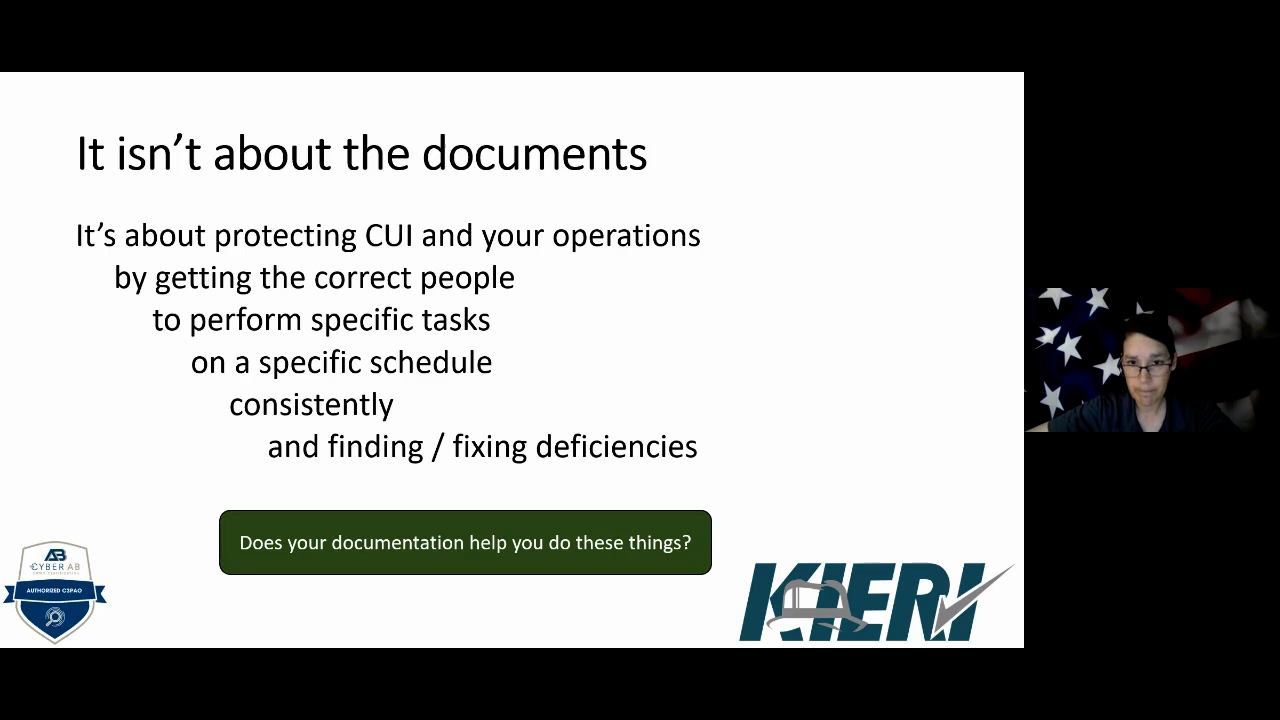 It isn’t about the documents
It’s about protecting CUI and your operations
by getting the correct people
to perform specific tasks
on a specific schedule
consistently
and finding / fixing deficiencies
Does your documentation help you do these things?
AB
CYBER AB
AUTHORIZED C3PAO
KIERI